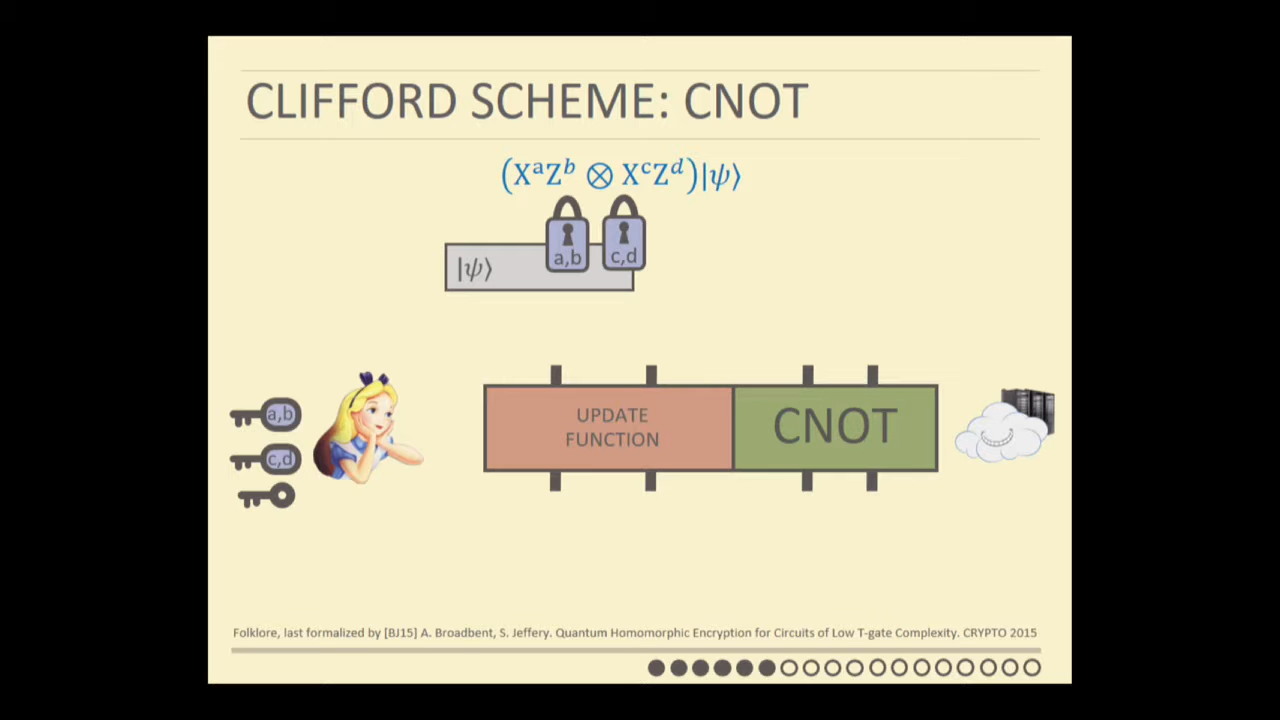 CLIFFORD SCHEME: CNOT
(XᵃZᵇ ⊗ XᶜZᵈ)|ψ⟩
a,b c,d
|ψ⟩
a,b
c,d
UPDATE
FUNCTION
CNOT
Folklore, last formalized by [BJ15] A. Broadbent, S. Jeffery. Quantum Homomorphic Encryption for Circuits of Low T-gate Complexity. CRYPTO 2015